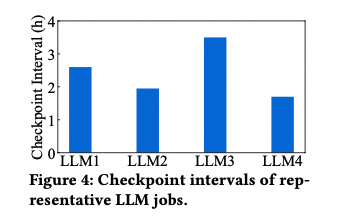 Checkpoint Interval (h)
4
3
2
1
0
LLM1 LLM2 LLM3 LLM4
Figure 4: Checkpoint intervals of rep-
resentative LLM jobs.